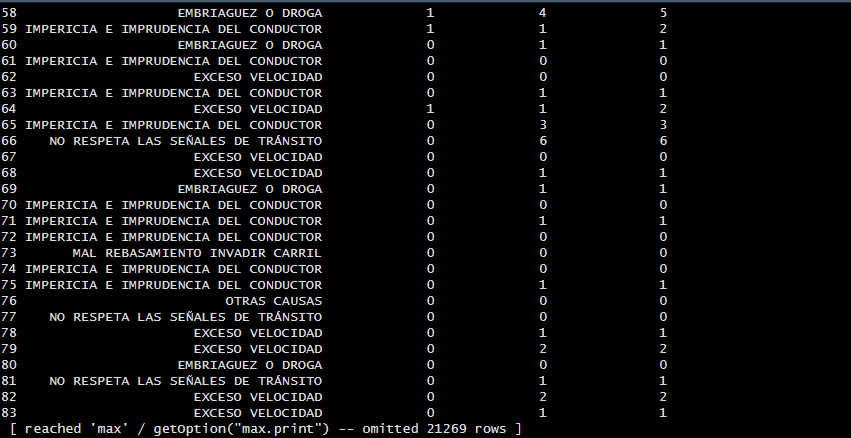 58 EMBRIAGUEZ O DROGA 1 4 5
59 IMPERICIA E IMPRUDENCIA DEL CONDUCTOR 1 1 2
60 EMBRIAGUEZ O DROGA 0 1 1
61 IMPERICIA E IMPRUDENCIA DEL CONDUCTOR 0 0 0
62 EXCESO VELOCIDAD 0 0 0
63 IMPERICIA E IMPRUDENCIA DEL CONDUCTOR 0 1 1
64 EXCESO VELOCIDAD 1 1 2
65 IMPERICIA E IMPRUDENCIA DEL CONDUCTOR 0 3 3
66 NO RESPETA LAS SEÑALES DE TRÁNSITO 0 6 6
67 EXCESO VELOCIDAD 0 0 0
68 EXCESO VELOCIDAD 0 1 1
69 EMBRIAGUEZ O DROGA 0 1 1
70 IMPERICIA E IMPRUDENCIA DEL CONDUCTOR 0 0 0
71 IMPERICIA E IMPRUDENCIA DEL CONDUCTOR 0 1 1
72 IMPERICIA E IMPRUDENCIA DEL CONDUCTOR 0 0 0
73 MAL REBASAMIENTO INVADIR CARRIL 0 0 0
74 IMPERICIA E IMPRUDENCIA DEL CONDUCTOR 0 0 0
75 IMPERICIA E IMPRUDENCIA DEL CONDUCTOR 0 1 1
76 OTRAS CAUSAS 0 0 0
77 NO RESPETA LAS SEÑALES DE TRÁNSITO 0 0 0
78 EXCESO VELOCIDAD 0 1 1
79 EXCESO VELOCIDAD 0 2 2
80 EMBRIAGUEZ O DROGA 0 0 0
81 NO RESPETA LAS SEÑALES DE TRÁNSITO 0 1 1
82 EXCESO VELOCIDAD 0 2 2
83 EXCESO VELOCIDAD 0 1 1
[ reached 'max' / getOption("max.print") -- omitted 21269 rows ]